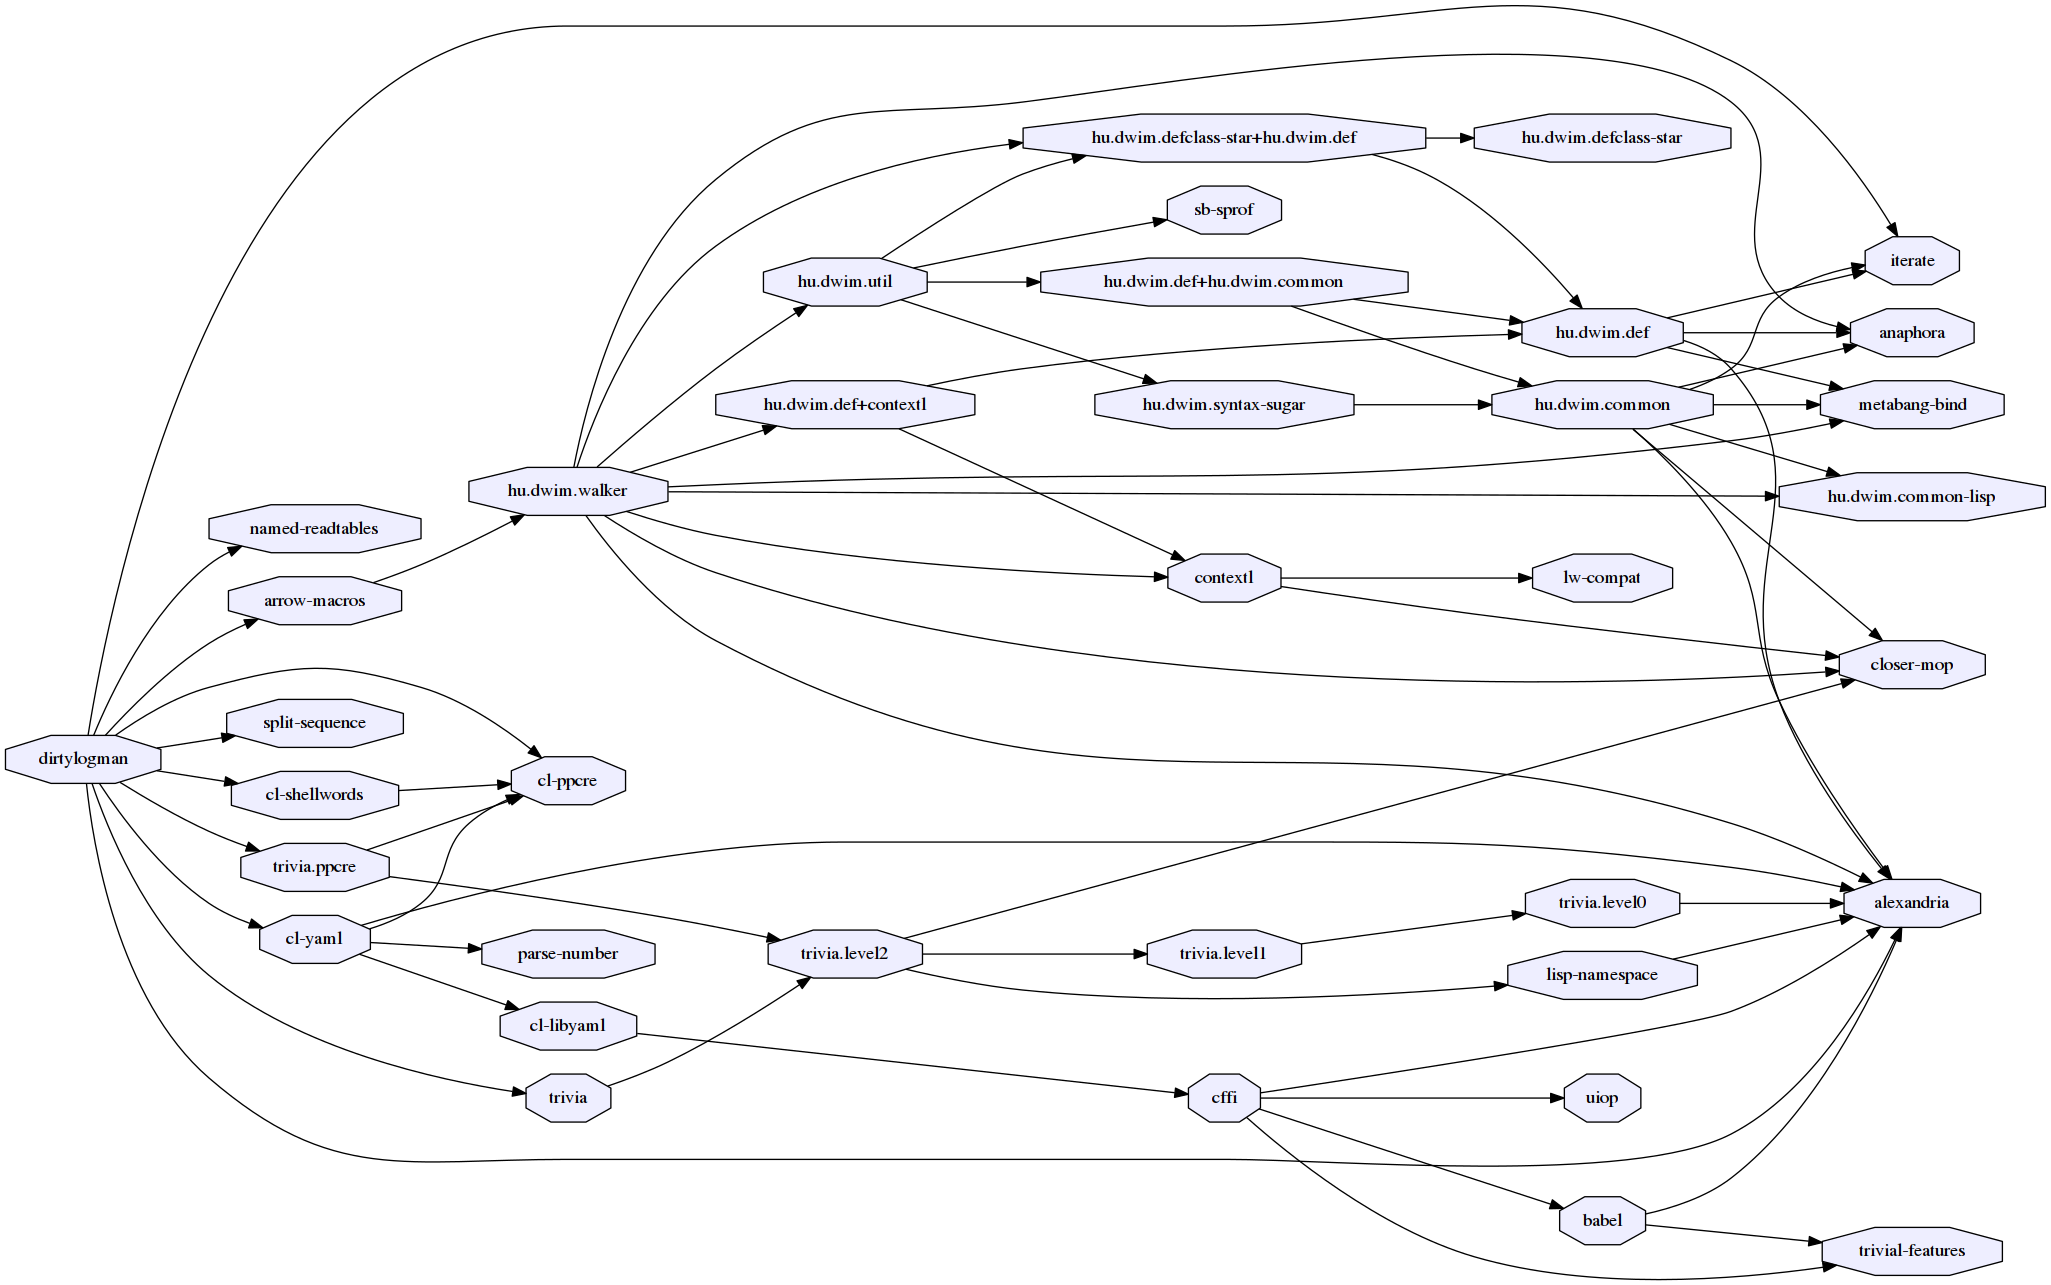 hu.dwim.defclass-star+hu.dwim.def
hu.dwim.defclass-star
sb-sprof
iterate
hu.dwim.util
hu.dwim.def+hu.dwim.common
hu.dwim.def
anaphora
hu.dwim.def+contextl
hu.dwim.syntax-sugar
hu.dwim.common
metabang-bind
hu.dwim.walker
hu.dwim.common-lisp
named-readtables
arrow-macros
contextl
lw-compat
closer-mop
split-sequence
dirtylogman
cl-ppcre
cl-shellwords
trivia.ppcre
trivia.level0
alexandria
cl-yaml
parse-number
trivia.level2
trivia.level1
lisp-namespace
cl-libyaml
trivia
cffi
uiop
babel
trivial-features